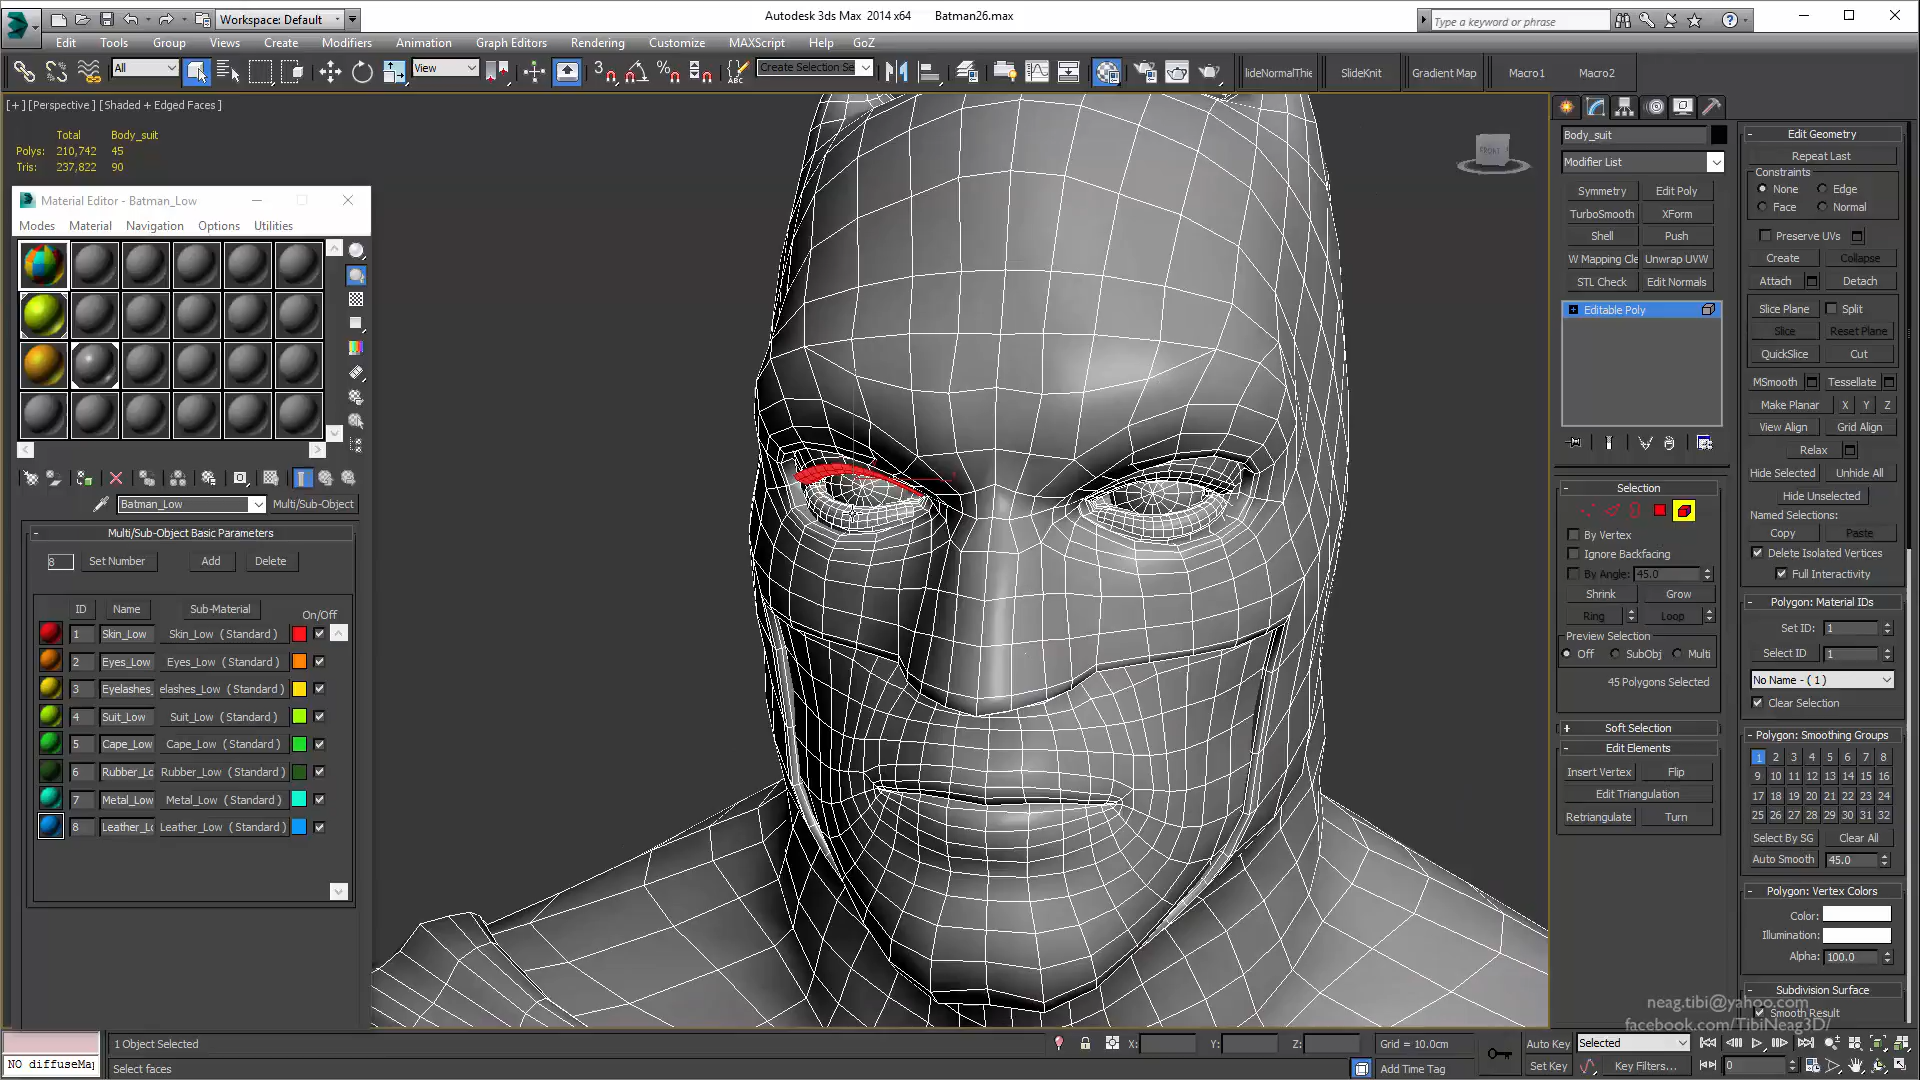 Workspace: Default
Autodesk 3ds Max 2014 x64 Batman26.max
Type a keyword or phrase
Edit Tools Group Views Create Modifiers Animation Graph Editors Rendering Customize MAXScript Help GoZ
All
View
Create Selection Se
lideNormalThie SlideKnit Gradient Map Macro1 Macro2
[+] [Perspective] [Shaded + Edged Faces]
Total Body_suit
Polys: 210,742 45
Tris: 237,822 90
Material Editor - Batman_Low
Modes Material Navigation Options Utilities
Batman_Low Multi/Sub-Object
Multi/Sub-Object Basic Parameters
8 Set Number Add Delete
ID Name Sub-Material On/Off
1 Skin_Low Skin_Low (Standard)
2 Eyes_Low Eyes_Low (Standard)
3 Eyelashes_ elashes_Low (Standard)
4 Suit_Low Suit_Low (Standard)
5 Cape_Low Cape_Low (Standard)
6 Rubber_Lo Rubber_Low (Standard)
7 Metal_Low Metal_Low (Standard)
8 Leather_Lo Leather_Low (Standard)
FRONT
Body_suit
Modifier List
Symmetry Edit Poly
TurboSmooth XForm
Shell Push
W Mapping Cle Unwrap UVW
STL Check Edit Normals
Editable Poly
Selection
By Vertex
Ignore Backfacing
By Angle: 45.0
Shrink Grow
Ring Loop
Preview Selection
Off SubObj Multi
45 Polygons Selected
Soft Selection
Edit Elements
Insert Vertex Flip
Edit Triangulation
Retriangulate Turn
Edit Geometry
Repeat Last
Constraints
None Edge
Face Normal
Preserve UVs
Create Collapse
Attach Detach
Slice Plane Split
Slice Reset Plane
QuickSlice Cut
MSmooth Tessellate
Make Planar X Y Z
View Align Grid Align
Relax
Hide Selected Unhide All
Hide Unselected
Named Selections:
Copy Paste
Delete Isolated Vertices
Full Interactivity
Polygon: Material IDs
Set ID: 1
Select ID 1
No Name - ( 1 )
Clear Selection
Polygon: Smoothing Groups
1 2 3 4 5 6 7 8
9 10 11 12 13 14 15 16
17 18 19 20 21 22 23 24
25 26 27 28 29 30 31 32
Select By SG Clear All
Auto Smooth 45.0
Polygon: Vertex Colors
Color:
Illumination:
Alpha: 100.0
Subdivision Surface
Smooth Result
neag.tibi@yahoo.com
facebook.com/TibiNeag3D/
NO diffuseMap
1 Object Selected
Select faces
X: Y: Z:
Grid = 10.0cm
Add Time Tag
Auto Key Selected
Set Key Key Filters...
0